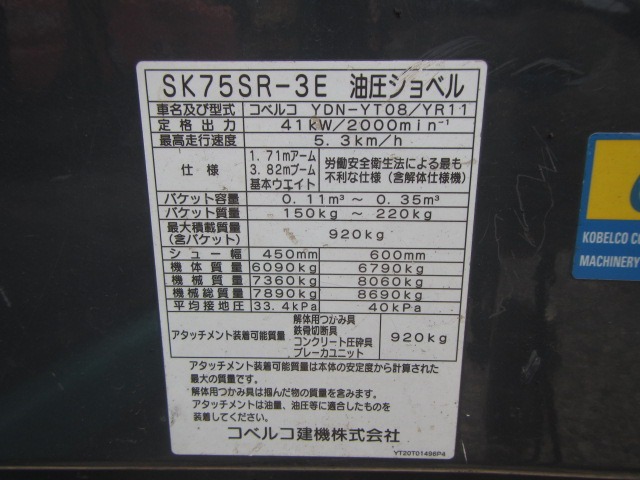 SK75SR-3E 油圧ショベル
車名及び型式 コベルコ YDN-YT08/YR11
定格出力 41kW/2000min⁻¹
最高走行速度 5.3km/h
仕様 1.71mアーム 3.82mブーム 基本ウエイト 労働安全衛生法による最も不利な仕様(含解体仕様機)
バケット容量 0.11m³ ~ 0.35m³
バケット質量 150kg ~ 220kg
最大積載質量(含バケット) 920kg
シュー幅 450mm 600mm
機体質量 6090kg 6790kg
機械質量 7360kg 8060kg
機械総質量 7890kg 8690kg
平均接地圧 33.4kPa 40kPa
アタッチメント装着可能質量 解体用つかみ具 鉄骨切断具 コンクリート圧砕具 ブレーカユニット 920kg
アタッチメント装着可能質量は本体の安定度から計算された
最大の質量です。
解体用つかみ具は掴んだ物の質量を含みます。
アタッチメントは油量、油圧等に適合したものを
装着してください。
コベルコ建機株式会社
YT20T01496P4
KOBELCO CO
MACHINERY